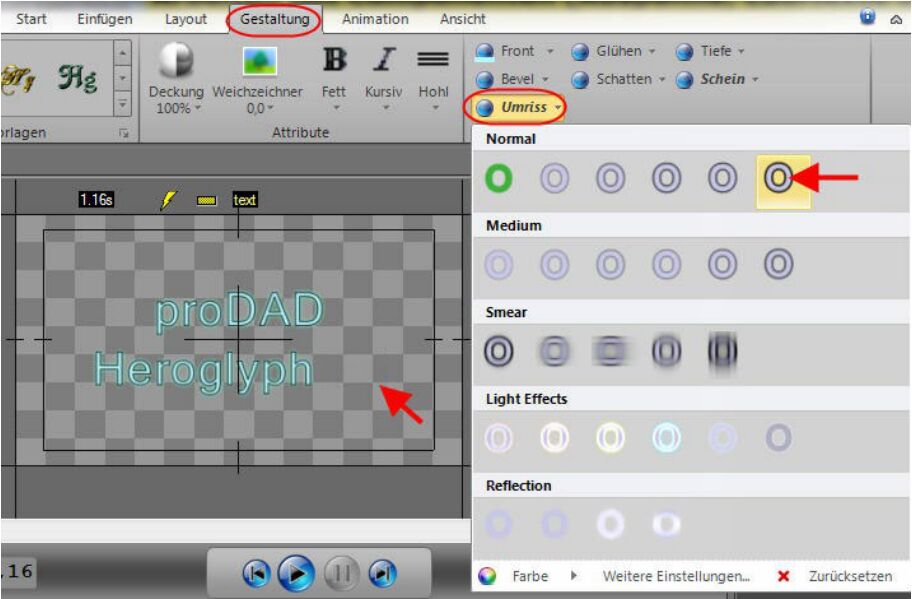 Start Einfügen Layout Gestaltung Animation Ansicht
Hg
Deckung 100%
Weichzeichner 0,0
Fett
Kursiv
Hohl
Front Glühen Tiefe
Bevel Schatten Schein
Umriss
rlagen Attribute
Normal
O O O O O O
1.16s text
Medium
O O O O O O
proDAD
Heroglyph
Smear
O O O O O
Light Effects
O O O O O O
Reflection
O O O O
.16
Farbe Weitere Einstellungen... Zurücksetzen